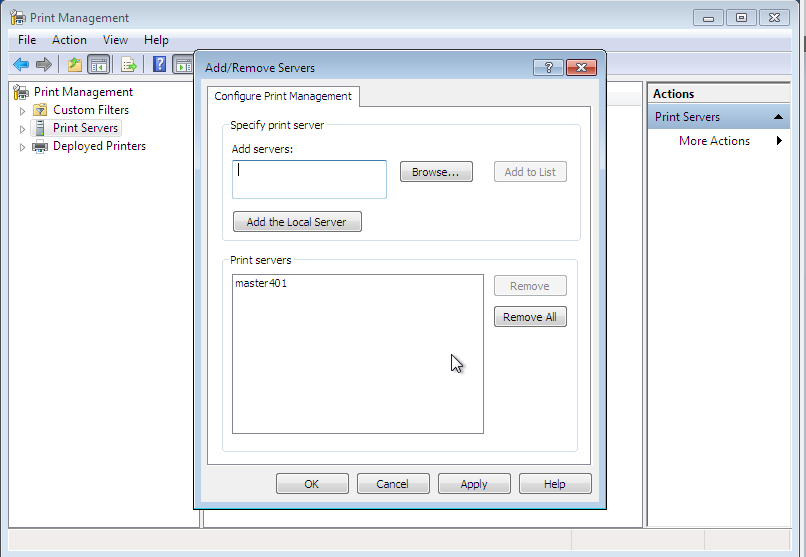 Print Management
File Action View Help
Add/Remove Servers
?
Configure Print Management
Print Management
Custom Filters
Print Servers
Deployed Printers
Specify print server
Add servers:
Browse...
Add to List
Add the Local Server
Print servers
master401
Remove
Remove All
OK
Cancel
Apply
Help
Actions
Print Servers
More Actions